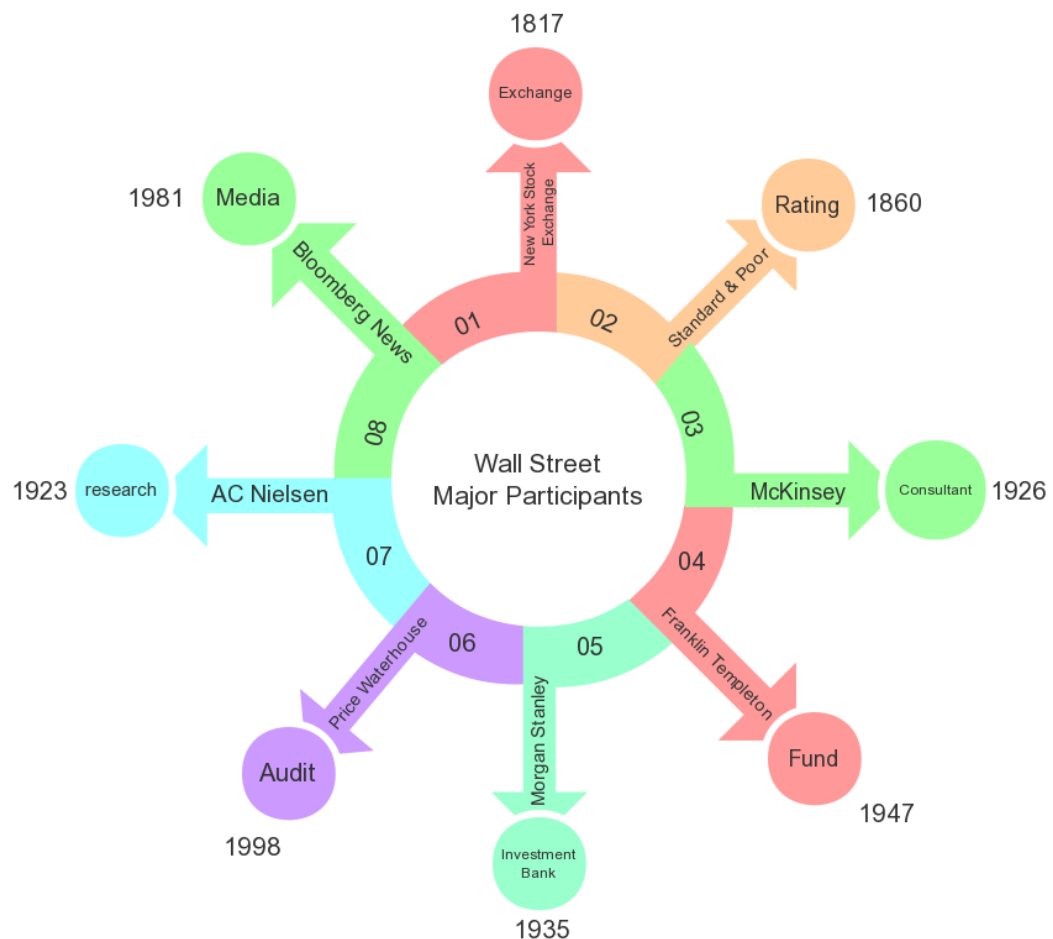 Wall Street
Major Participants
1817
Exchange
New York Stock
Exchange
01
1860
Rating
Standard & Poor
02
1926
Consultant
McKinsey
03
1947
Fund
Franklin Templeton
04
1935
Investment
Bank
Morgan Stanley
05
1998
Audit
Price Waterhouse
06
1923
research
AC Nielsen
07
1981
Media
Bloomberg News
08